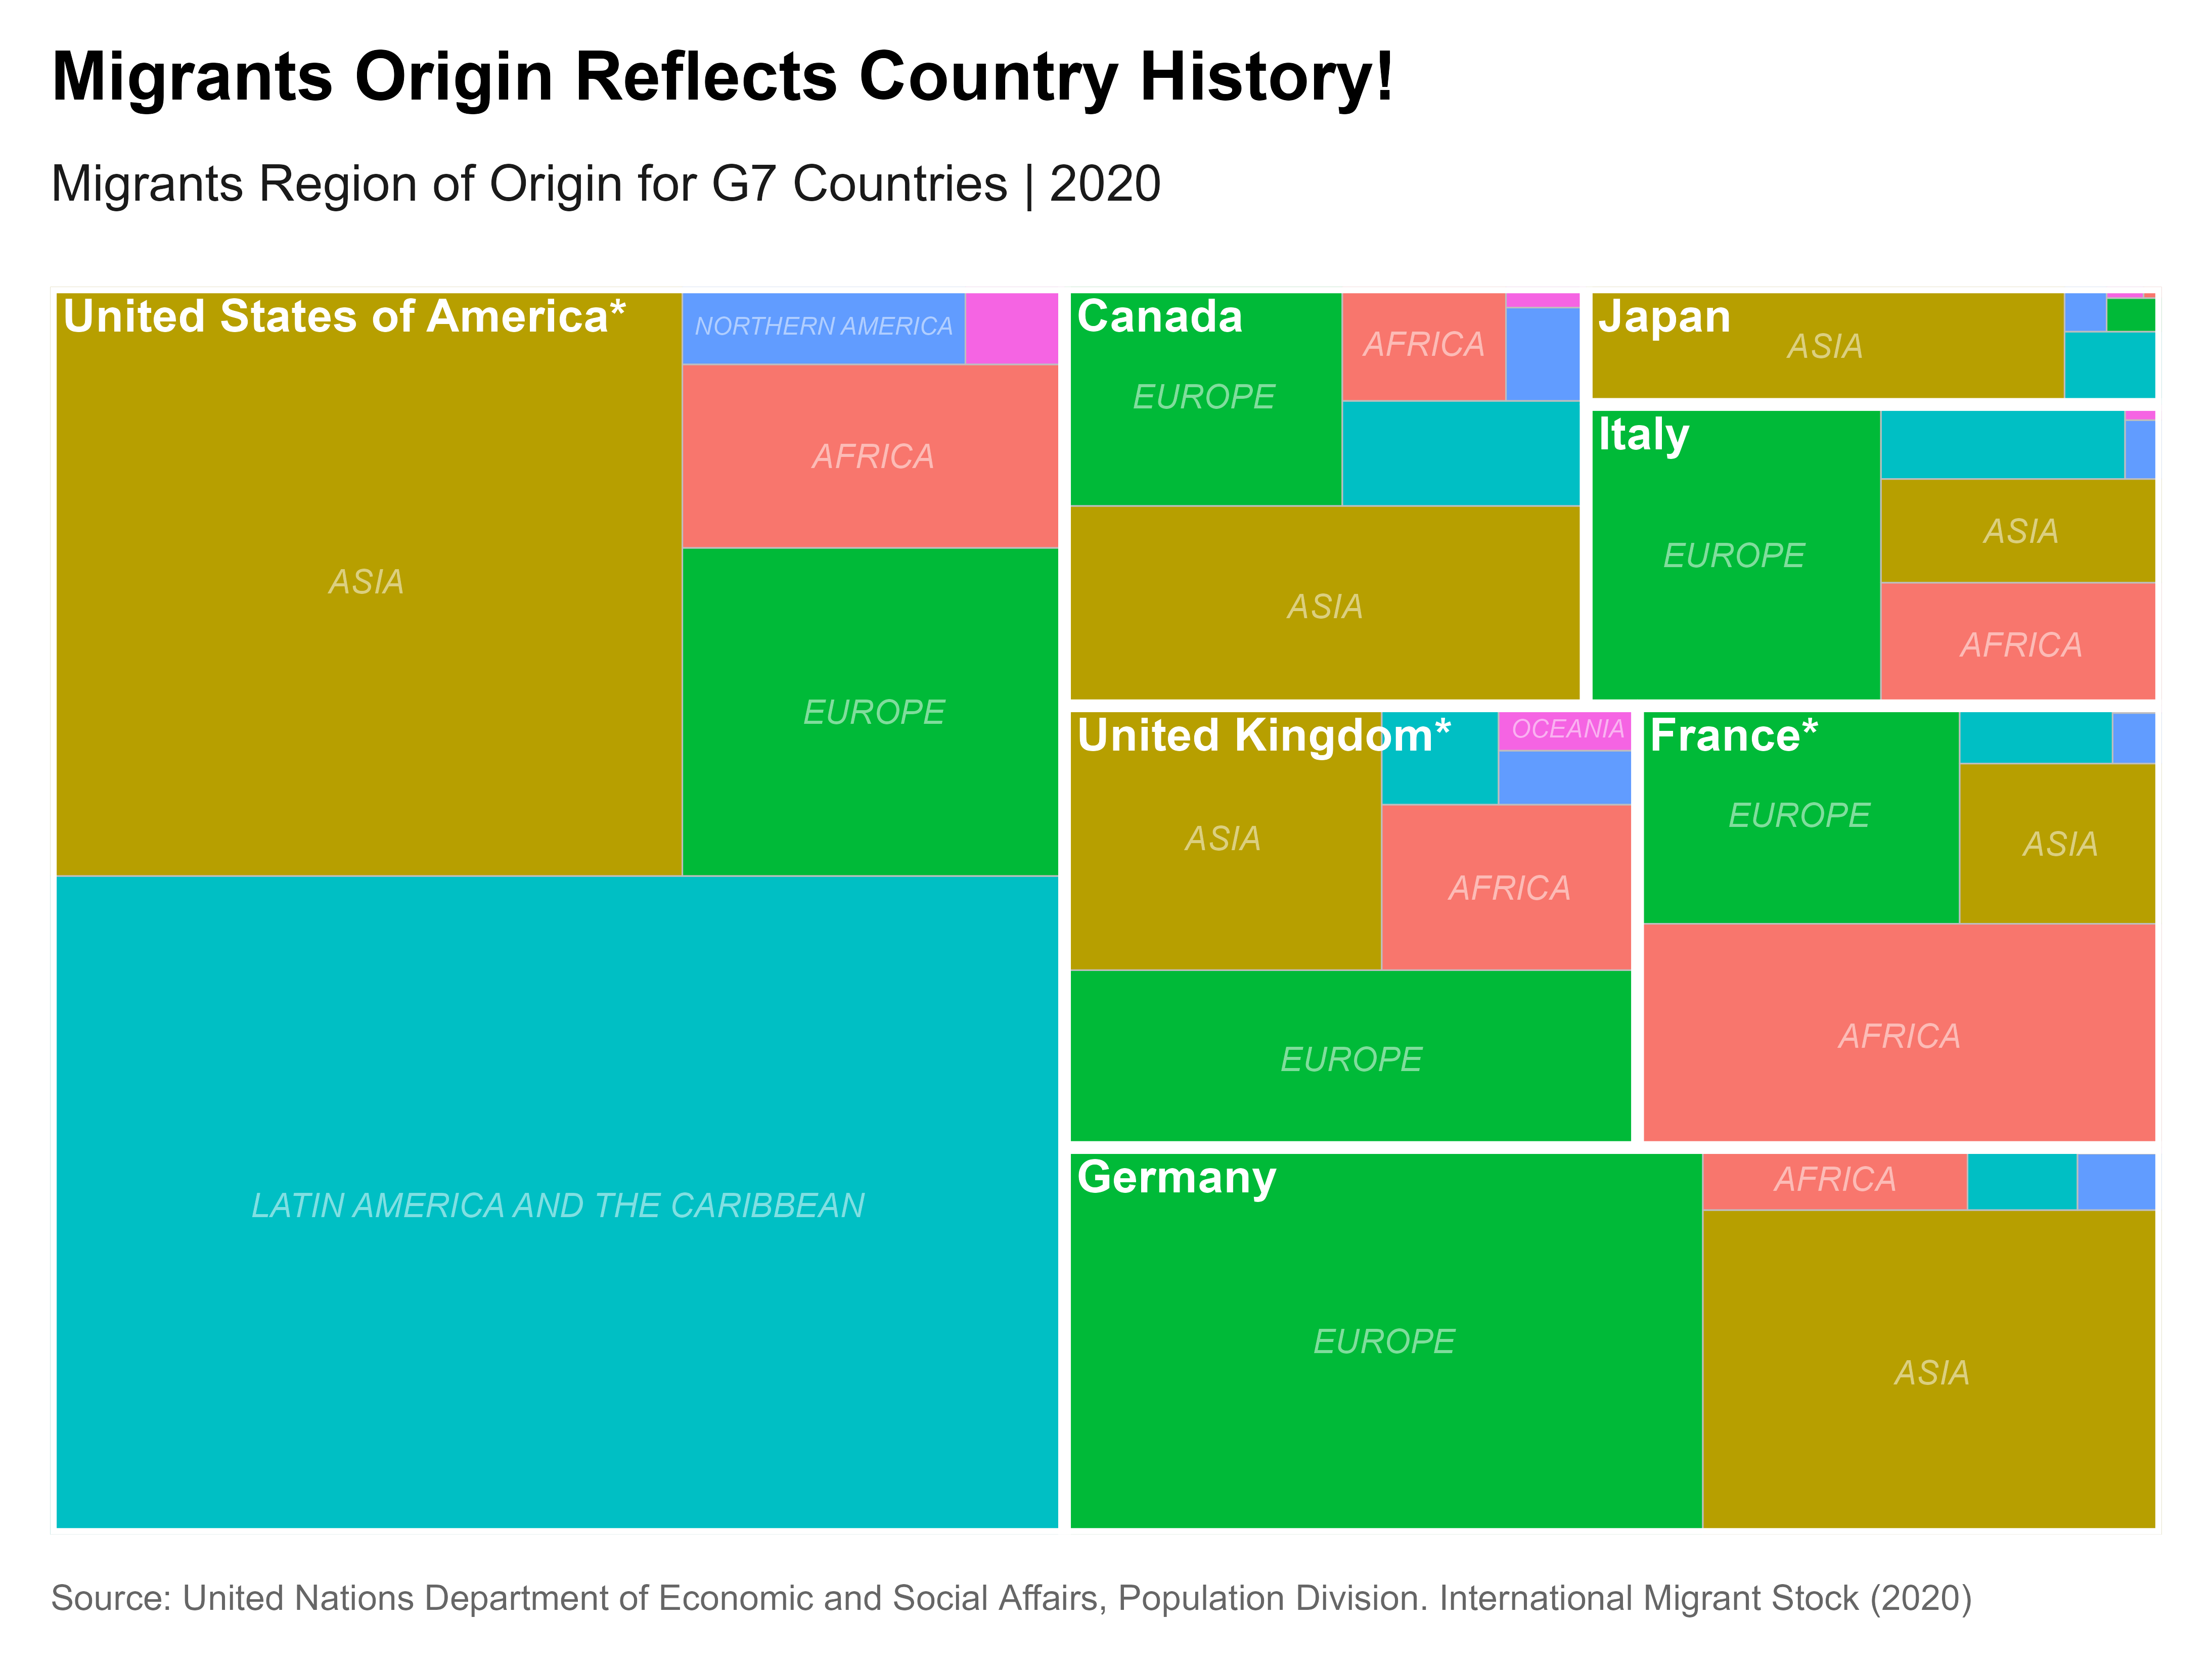 Migrants Origin Reflects Country History!
Migrants Region of Origin for G7 Countries | 2020
United States of America*
NORTHERN AMERICA
AFRICA
ASIA
EUROPE
LATIN AMERICA AND THE CARIBBEAN
Canada
AFRICA
EUROPE
ASIA
Japan
ASIA
Italy
ASIA
EUROPE
AFRICA
United Kingdom*
OCEANIA
ASIA
AFRICA
EUROPE
France*
EUROPE
ASIA
AFRICA
Germany
AFRICA
EUROPE
ASIA
Source: United Nations Department of Economic and Social Affairs, Population Division. International Migrant Stock (2020)